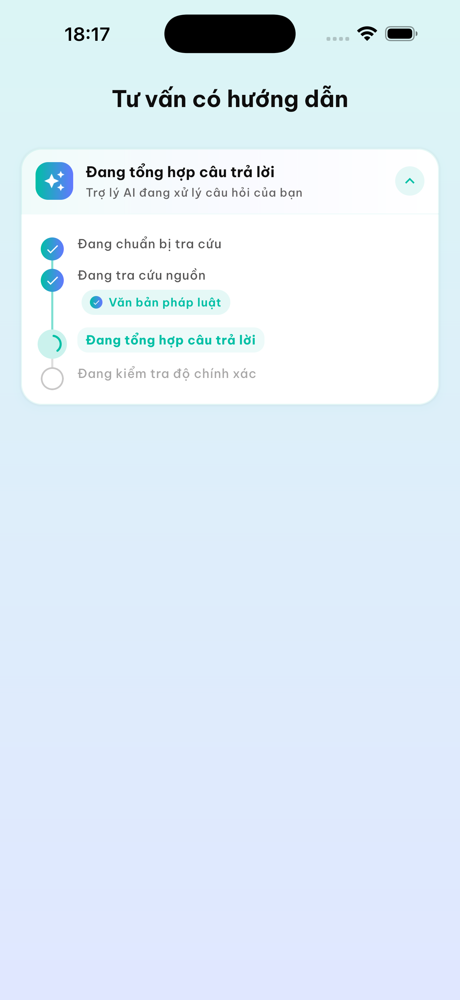 18:17
Tư vấn có hướng dẫn
Đang tổng hợp câu trả lời
Trợ lý AI đang xử lý câu hỏi của bạn
Đang chuẩn bị tra cứu
Đang tra cứu nguồn
Văn bản pháp luật
Đang tổng hợp câu trả lời
Đang kiểm tra độ chính xác